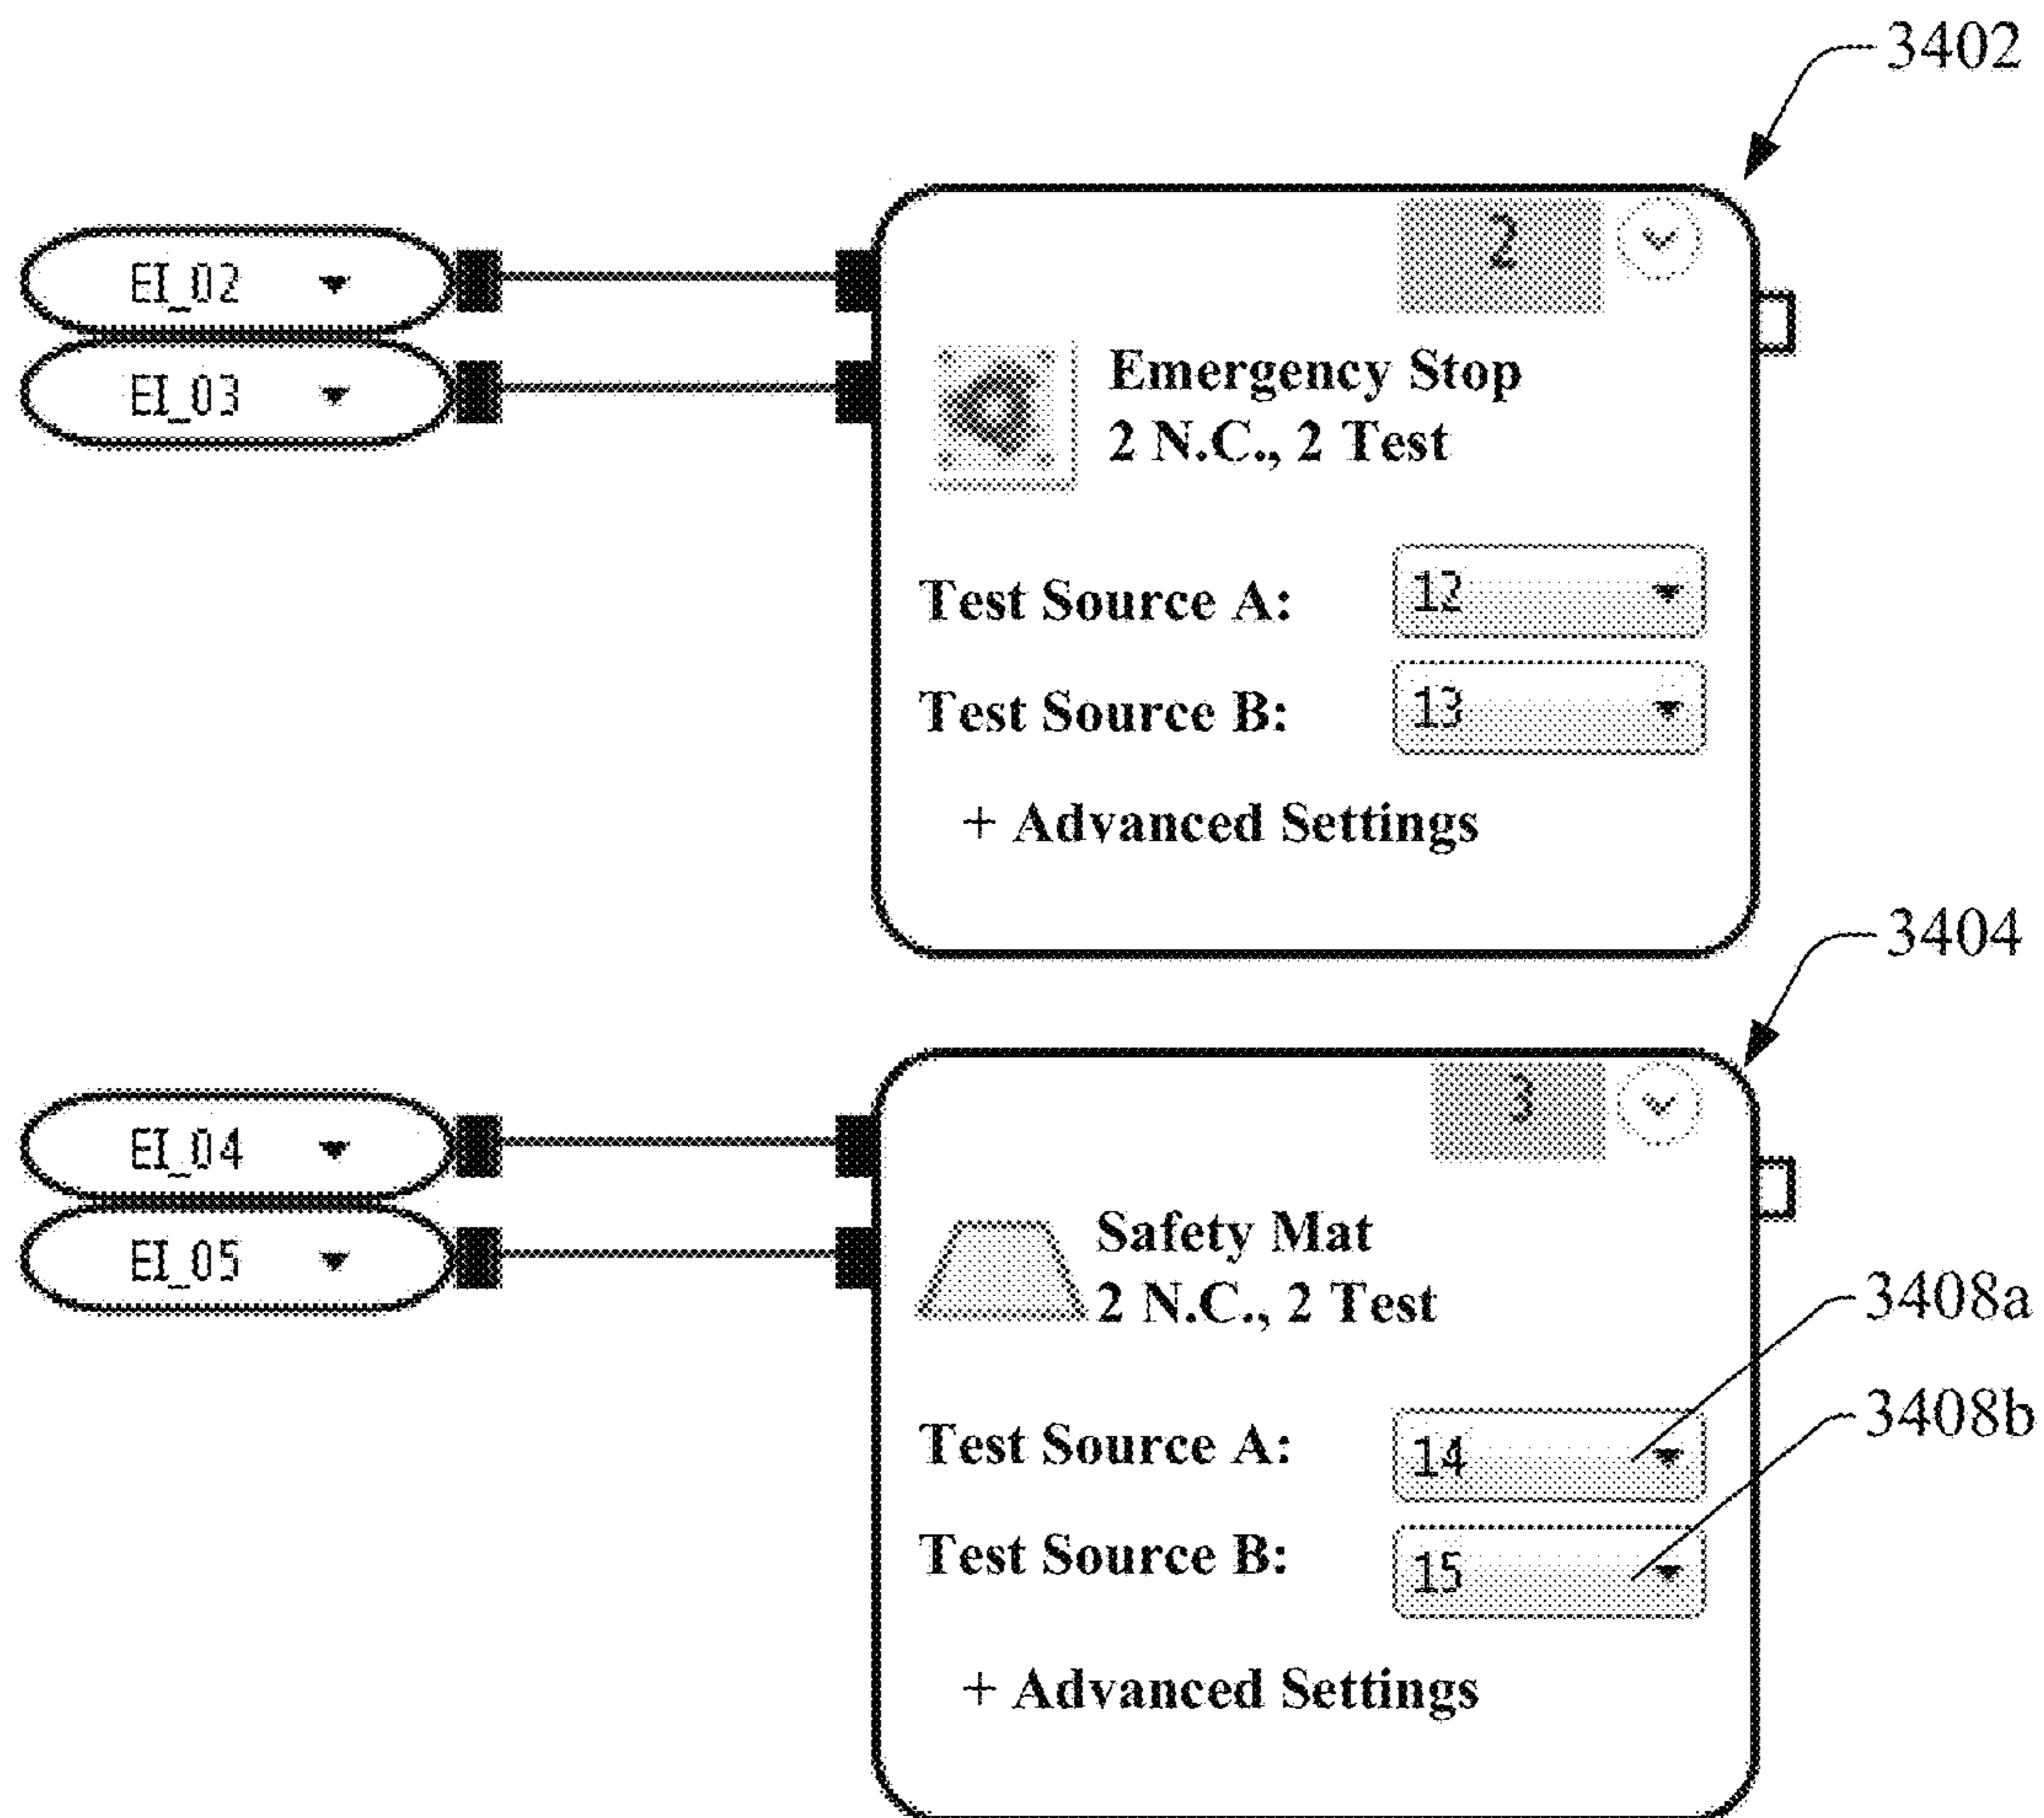 3402
2
EI_02
EI_03
Emergency Stop
2 N.C., 2 Test
Test Source A: 12
Test Source B: 13
+ Advanced Settings
3404
3
EI_04
EI_05
Safety Mat
2 N.C., 2 Test
3408a
Test Source A: 14
3408b
Test Source B: 15
+ Advanced Settings